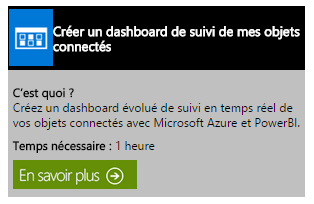 Créer un dashboard de suivi de mes objets
connectés
C'est quoi ?
Créez un dashboard évolué de suivi en temps réel de
vos objets connectés avec Microsoft Azure et PowerBI.
Temps nécessaire : 1 heure
En savoir plus